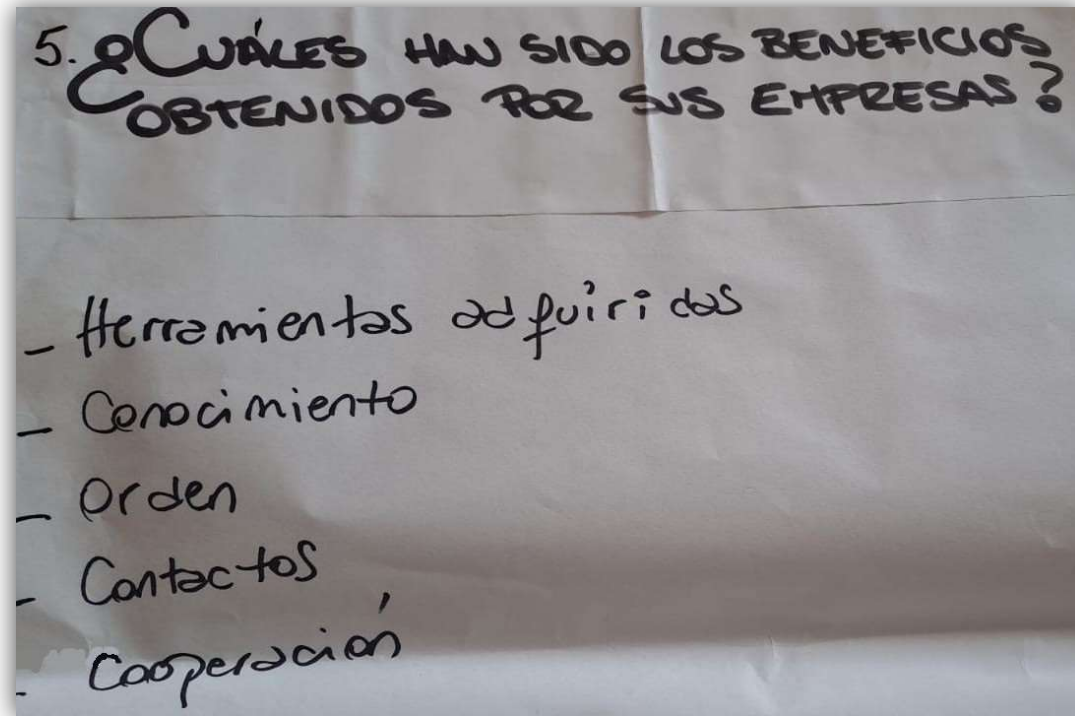 5. ¿CUÁLES HAN SIDO LOS BENEFICIOS
OBTENIDOS POR SUS EMPRESAS?
- Herramientas adquiridas
- Conocimiento
- Orden
- Contactos
- Cooperación